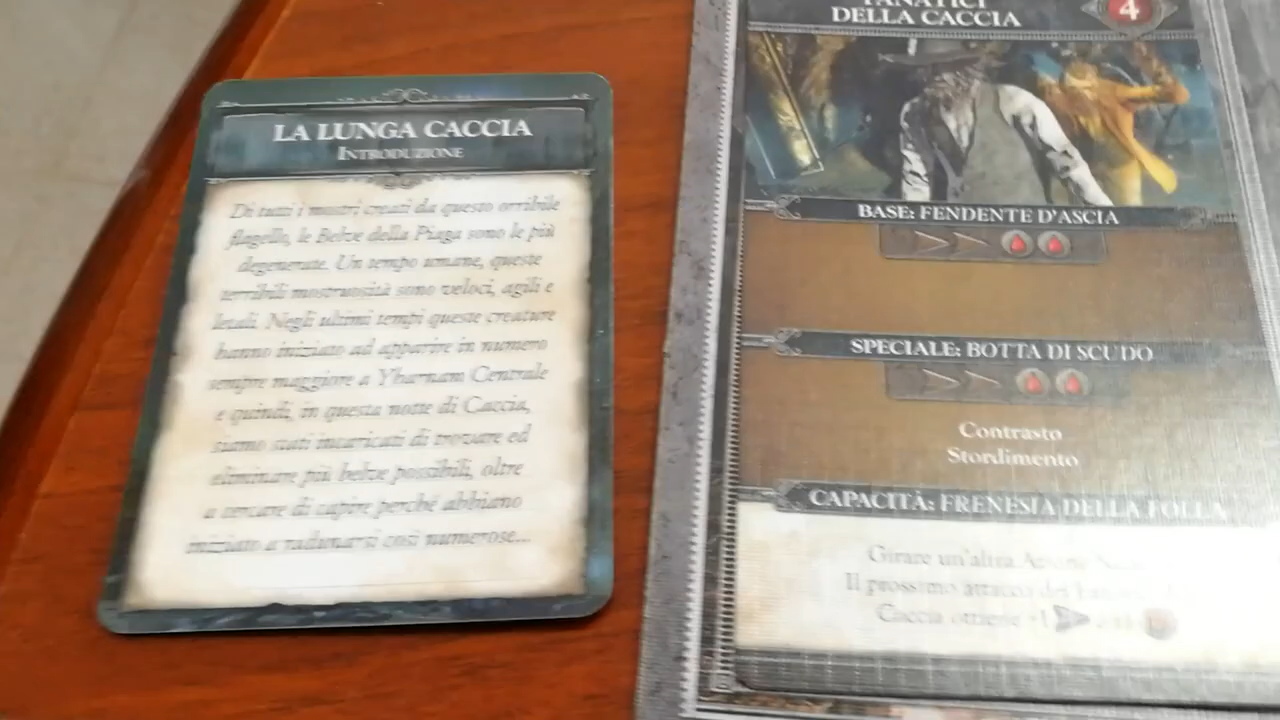 LA LUNGA CACCIA
INTRODUZIONE
Di tutti i mostri creati da questo orribile
flagello, le Belve della Piaga sono le più
degenerate. Un tempo umane, queste
terribili mostruosità sono veloci, agili e
letali. Negli ultimi tempi queste creature
hanno iniziato ad apparire in numero
sempre maggiore a Yharnam Centrale
e quindi, in questa notte di Caccia,
siamo stati incaricati di trovare ed
eliminare più belve possibili, oltre
a cercare di capire perché abbiano
iniziato a radunarsi così numerose...
FANATICI
DELLA CACCIA
4
BASE: FENDENTE D'ASCIA
SPECIALE: BOTTA DI SCUDO
Contrasto
Stordimento
CAPACITÀ: FRENESIA DELLA FOLLA
Girare un'altra
Il prossimo attacco dei
Caccia ottiene +1